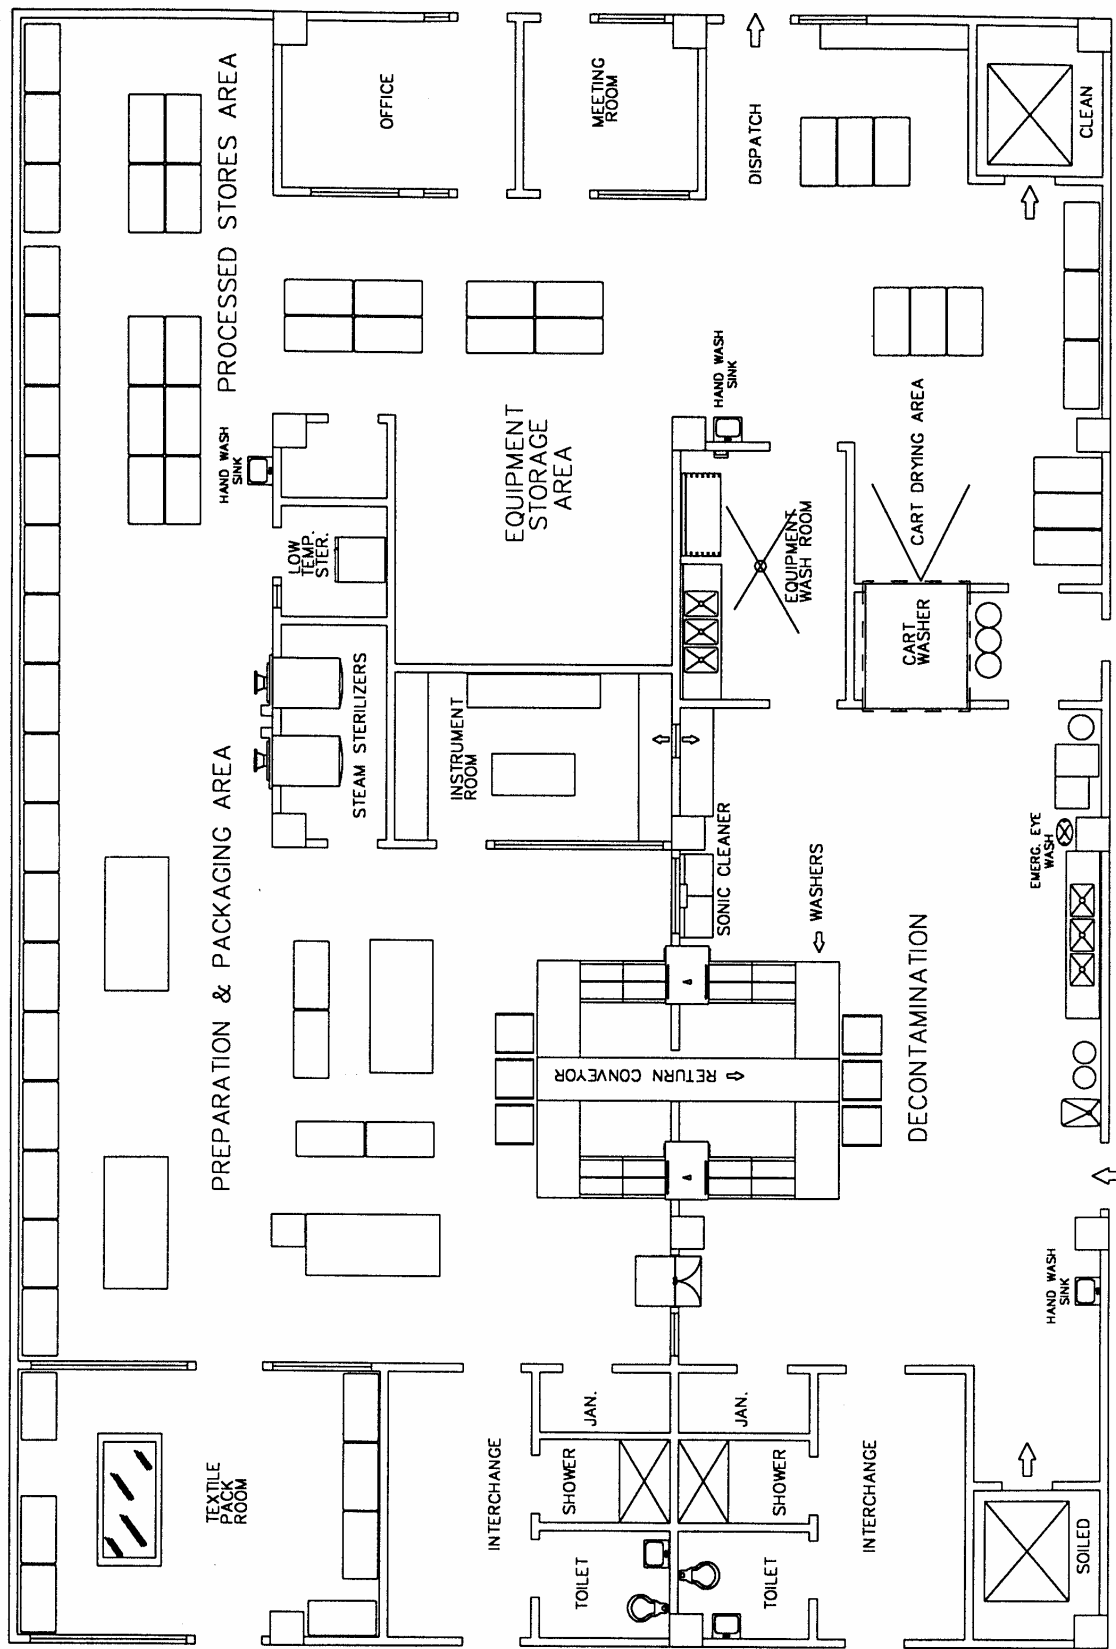 PROCESSED STORES AREA
OFFICE
MEETING
ROOM
DISPATCH
CLEAN
HAND WASH
SINK
LOW
TEMP.
STER.
EQUIPMENT
STORAGE
AREA
HAND WASH
SINK
EQUIPMENT
WASH ROOM
CART DRYING AREA
CART
WASHER
PREPARATION & PACKAGING AREA
STEAM STERILIZERS
INSTRUMENT
ROOM
SONIC CLEANER
WASHERS
EMERG. EYE
WASH
RETURN CONVEYOR
DECONTAMINATION
HAND WASH
SINK
TEXTILE
PACK
ROOM
INTERCHANGE
JAN.
SHOWER
TOILET
JAN.
SHOWER
TOILET
INTERCHANGE
SOILED